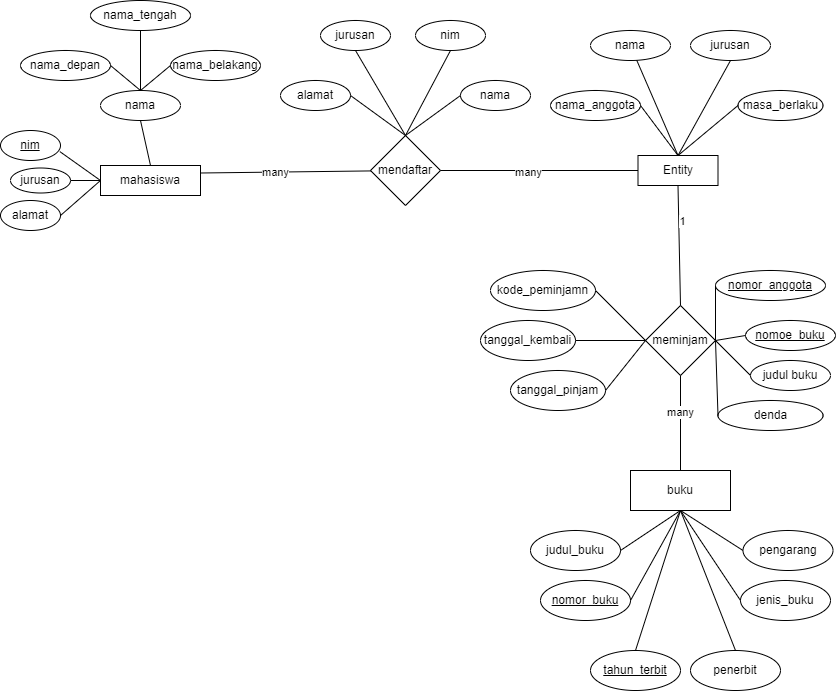 nama_tengah
nama_depan
nama_belakang
nama
nim
jurusan
alamat
mahasiswa
many
jurusan
nim
alamat
nama
mendaftar
many
nama
jurusan
nama_anggota
masa_berlaku
Entity
1
kode_peminjamn
tanggal_kembali
tanggal_pinjam
meminjam
nomor_anggota
nomoe_buku
judul buku
denda
many
buku
judul_buku
pengarang
nomor_buku
jenis_buku
tahun_terbit
penerbit